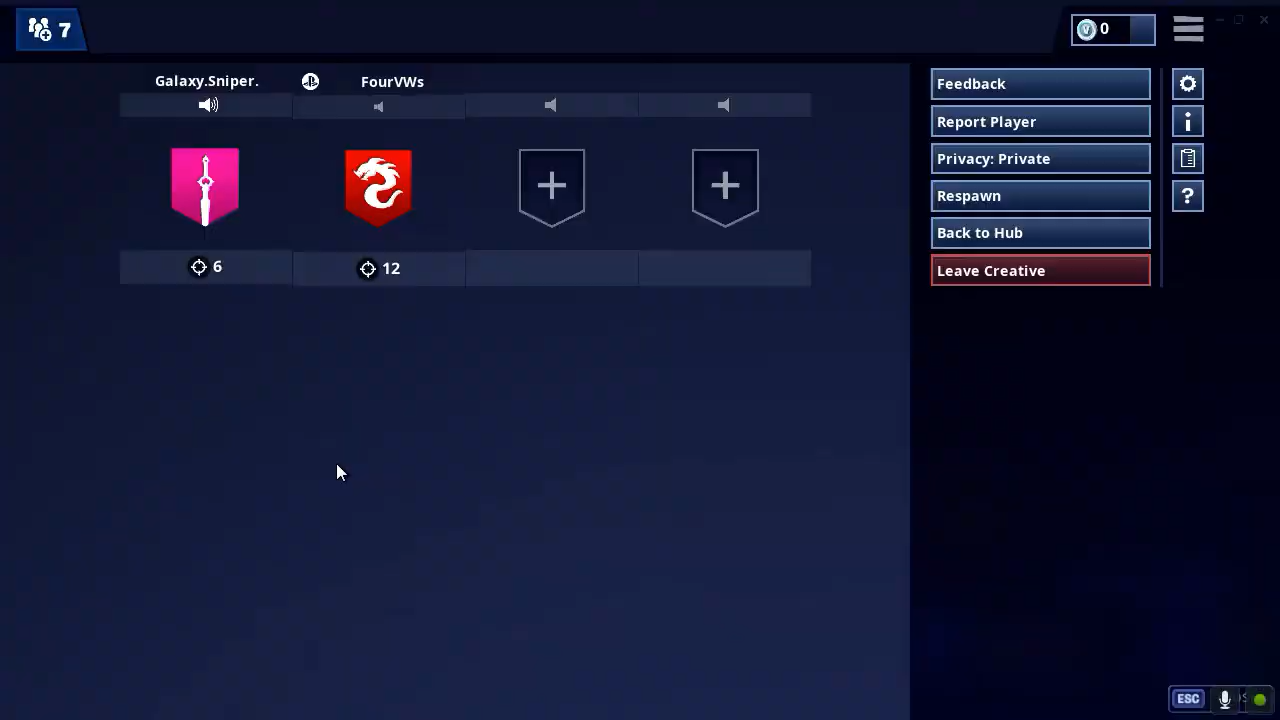 7
0
Galaxy.Sniper.
FourVWs
6
12
Feedback
Report Player
Privacy: Private
Respawn
Back to Hub
Leave Creative
ESC